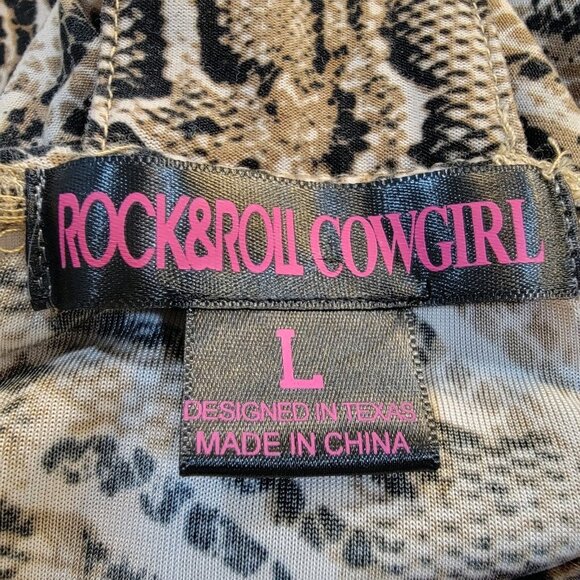 ROCK&ROLL COWGIRL
L
DESIGNED IN TEXAS
MADE IN CHINA